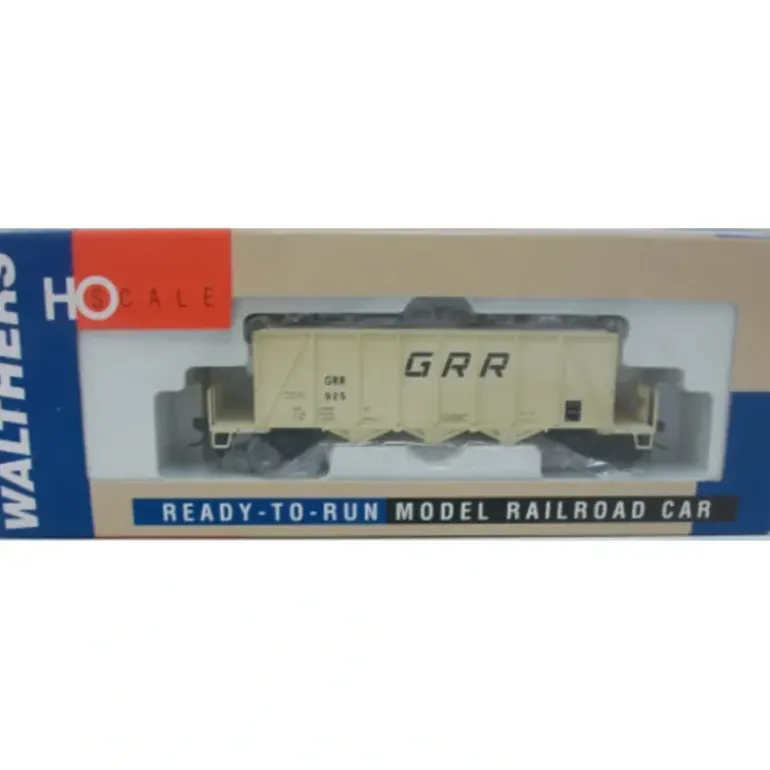 WALTHERS
HO SCALE
GRR
GRR
925
READY-TO-RUN MODEL RAILROAD CAR